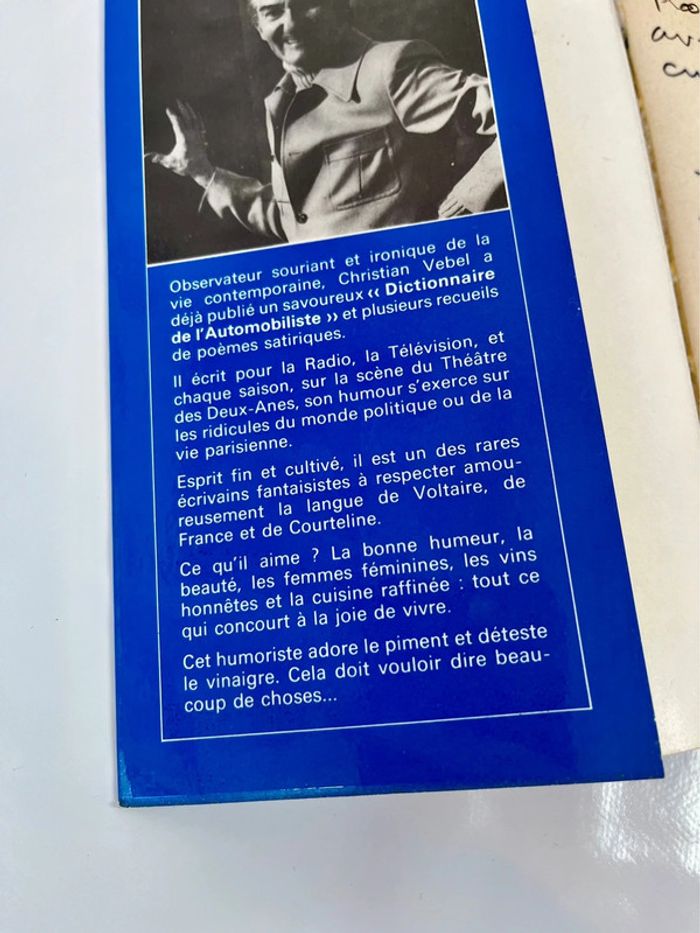 Observateur souriant et ironique de la
vie contemporaine, Christian Vebel a
déjà publié un savoureux ‹‹ Dictionnaire
de l'Automobiliste ›› et plusieurs recueils
de poèmes satiriques.
Il écrit pour la Radio, la Télévision, et
chaque saison, sur la scène du Théâtre
des Deux-Anes, son humour s'exerce sur
les ridicules du monde politique ou de la
vie parisienne.
Esprit fin et cultivé, il est un des rares
écrivains fantaisistes à respecter amou-
reusement la langue de Voltaire, de
France et de Courteline.
Ce qu'il aime ? La bonne humeur, la
beauté, les femmes féminines, les vins
honnêtes et la cuisine raffinée : tout ce
qui concourt à la joie de vivre.
Cet humoriste adore le piment et déteste
le vinaigre. Cela doit vouloir dire beau-
coup de choses...